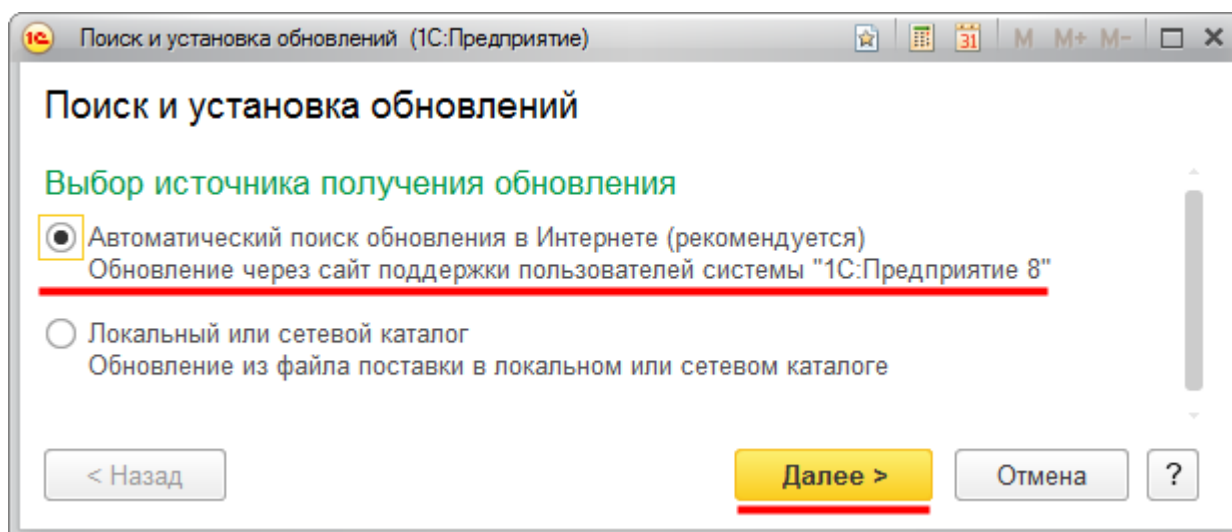 1С Поиск и установка обновлений (1С:Предприятие) 31 M M+ M-
Поиск и установка обновлений
Выбор источника получения обновления
Автоматический поиск обновления в Интернете (рекомендуется)
Обновление через сайт поддержки пользователей системы "1С:Предприятие 8"
Локальный или сетевой каталог
Обновление из файла поставки в локальном или сетевом каталоге
< Назад Далее > Отмена ?